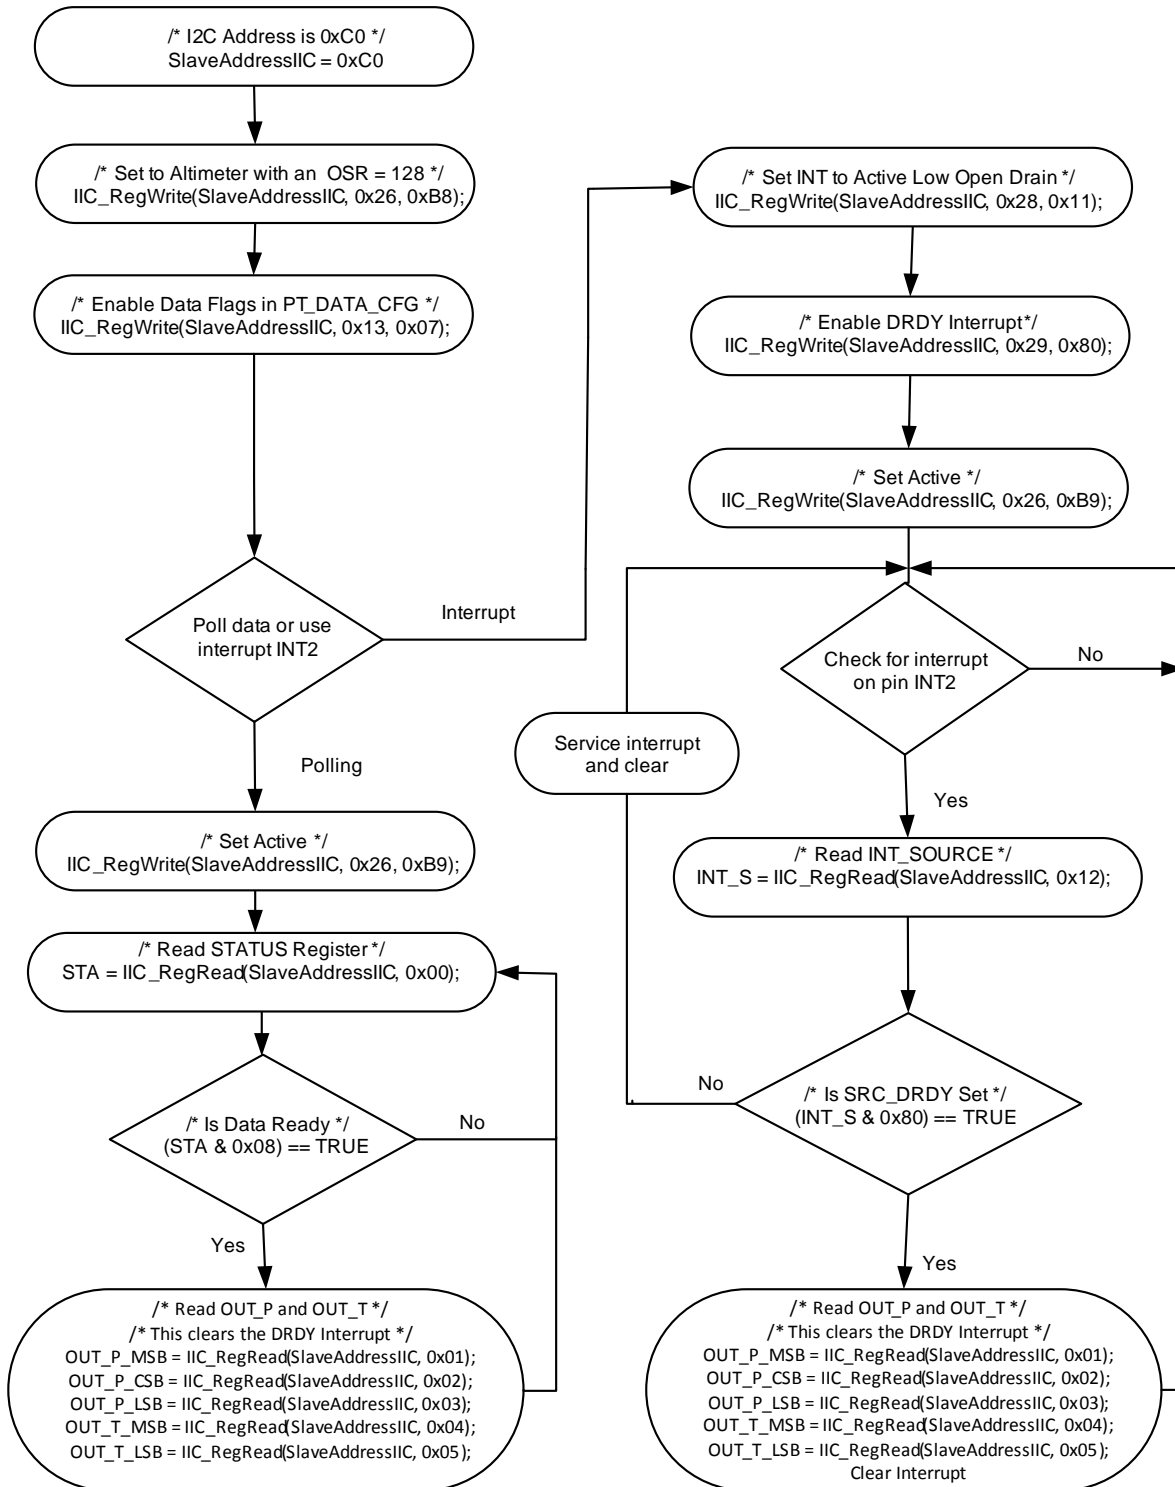 /* I2C Address is 0xC0 */
SlaveAddressIIC = 0xC0
/* Set to Altimeter with an OSR = 128 */
IIC_RegWrite(SlaveAddressIIC, 0x26, 0xB8);
/* Enable Data Flags in PT_DATA_CFG */
IIC_RegWrite(SlaveAddressIIC, 0x13, 0x07);
Poll data or use
interrupt INT2
Interrupt
Polling
/* Set Active */
IIC_RegWrite(SlaveAddressIIC, 0x26, 0xB9);
/* Read STATUS Register */
STA = IIC_RegRead(SlaveAddressIIC, 0x00);
/* Is Data Ready */
(STA & 0x08) == TRUE
No
Yes
/* Read OUT_P and OUT_T */
/* This clears the DRDY Interrupt */
OUT_P_MSB = IIC_RegRead(SlaveAddressIIC, 0x01);
OUT_P_CSB = IIC_RegRead(SlaveAddressIIC, 0x02);
OUT_P_LSB = IIC_RegRead(SlaveAddressIIC, 0x03);
OUT_T_MSB = IIC_RegRead(SlaveAddressIIC, 0x04);
OUT_T_LSB = IIC_RegRead(SlaveAddressIIC, 0x05);
/* Set INT to Active Low Open Drain */
IIC_RegWrite(SlaveAddressIIC, 0x28, 0x11);
/* Enable DRDY Interrupt*/
IIC_RegWrite(SlaveAddressIIC, 0x29, 0x80);
/* Set Active */
IIC_RegWrite(SlaveAddressIIC, 0x26, 0xB9);
Check for interrupt
on pin INT2
No
Service interrupt
and clear
Yes
/* Read INT_SOURCE */
INT_S = IIC_RegRead(SlaveAddressIIC, 0x12);
/* Is SRC_DRDY Set */
(INT_S & 0x80) == TRUE
No
Yes
/* Read OUT_P and OUT_T */
/* This clears the DRDY Interrupt */
OUT_P_MSB = IIC_RegRead(SlaveAddressIIC, 0x01);
OUT_P_CSB = IIC_RegRead(SlaveAddressIIC, 0x02);
OUT_P_LSB = IIC_RegRead(SlaveAddressIIC, 0x03);
OUT_T_MSB = IIC_RegRead(SlaveAddressIIC, 0x04);
OUT_T_LSB = IIC_RegRead(SlaveAddressIIC, 0x05);
Clear Interrupt